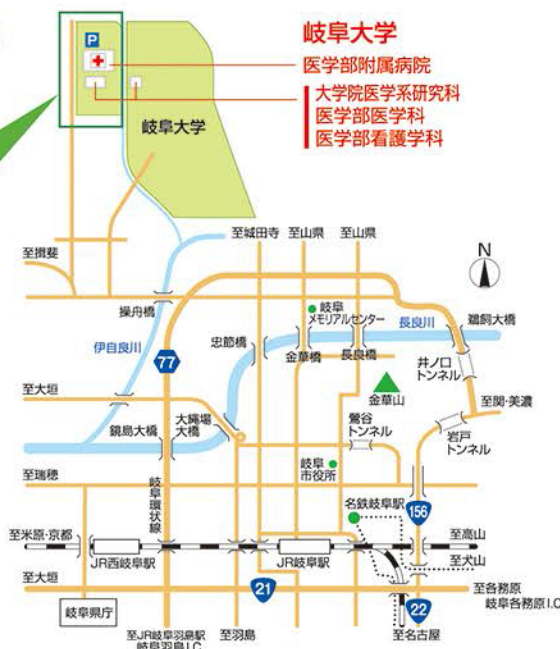 岐阜大学
P
医学部附属病院
大学院医学系研究科
医学部医学科
医学部看護学科
岐阜大学
至城田寺
至山県
至山県
至揖斐
N
操舟橋
岐阜
メモリアルセンター
長良川
鵜飼大橋
伊自良川
忠節橋
金華橋
長良橋
井ノ口
トンネル
77
至大垣
金華山
至関・美濃
鏡島大橋
大縄場
大橋
鶯谷
トンネル
岩戸
トンネル
岐阜
市役所
至瑞穂
岐阜環状線
名鉄岐阜駅
156
至米原・京都
至高山
JR西岐阜駅
JR岐阜駅
至犬山
至大垣
21
至各務原
岐阜各務原I.C
岐阜県庁
22
至JR岐阜羽島駅
岐阜羽島I.C
至羽島
至名古屋